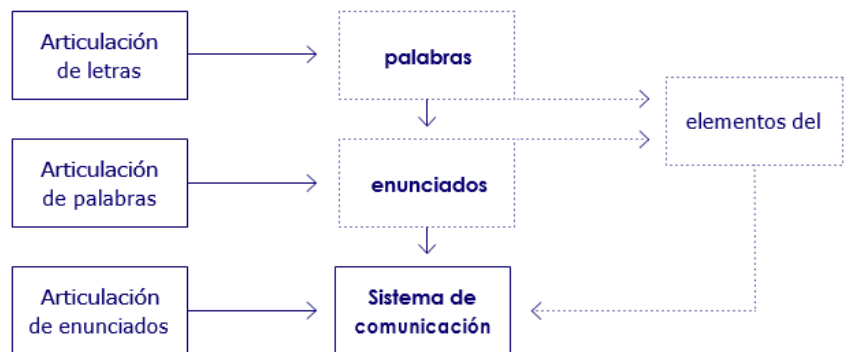 Articulación
de letras
palabras
elementos del
Articulación
de palabras
enunciados
Articulación
de enunciados
Sistema de
comunicación